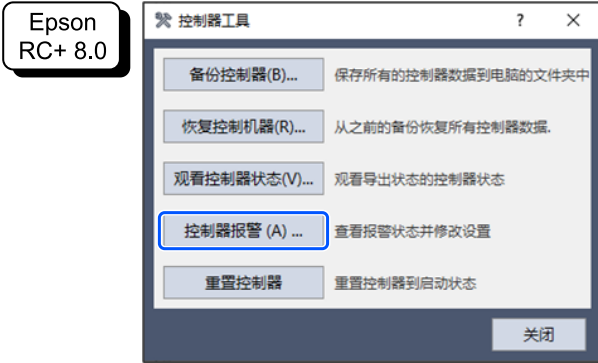 Epson
RC+ 8.0
控制器工具
?
备份控制器(B)...
保存所有的控制器数据到电脑的文件夹中
恢复控制机器(R)...
从之前的备份恢复所有控制器数据.
观看控制器状态(V)...
观看导出状态的控制器状态
控制器报警 (A) ...
查看报警状态并修改设置
重置控制器
重置控制器到启动状态
关闭